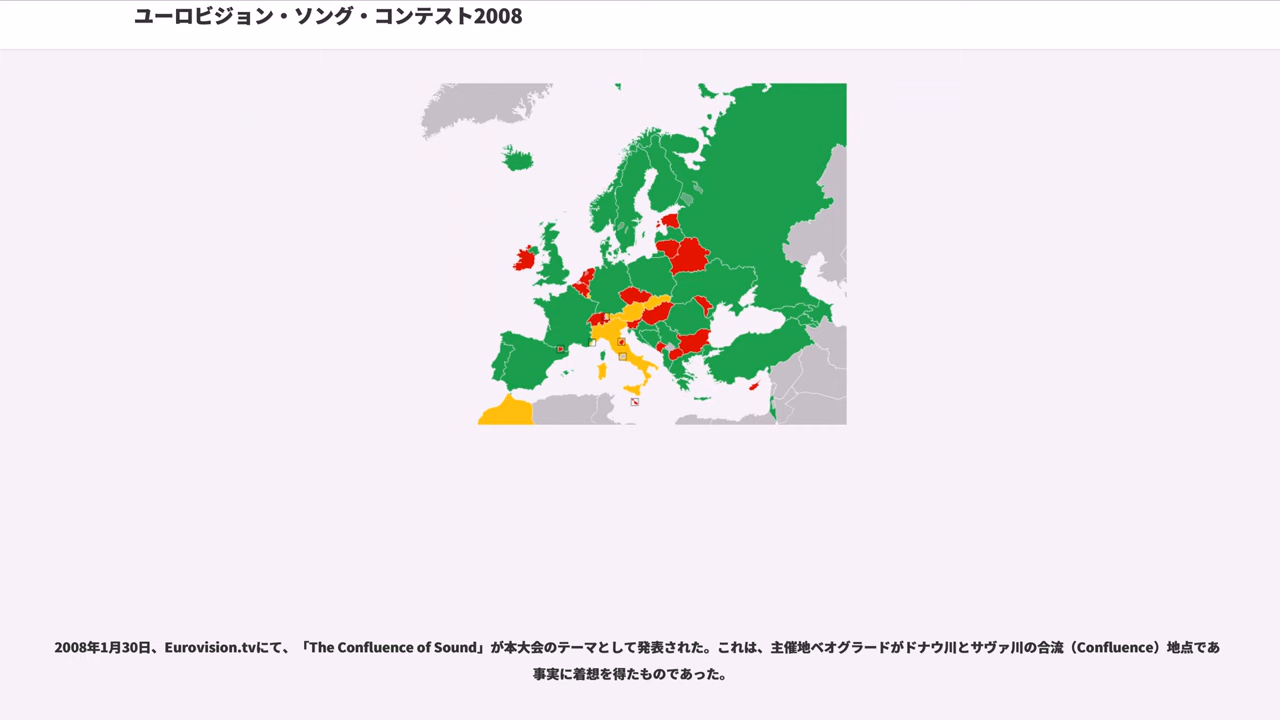 ユーロビジョン・ソング・コンテスト2008
2008年1月30日、Eurovision.tvにて、「The Confluence of Sound」が本大会のテーマとして発表された。これは、主催地ベオグラードがドナウ川とサヴァ川の合流（Confluence）地点であ
事実に着想を得たものであった。